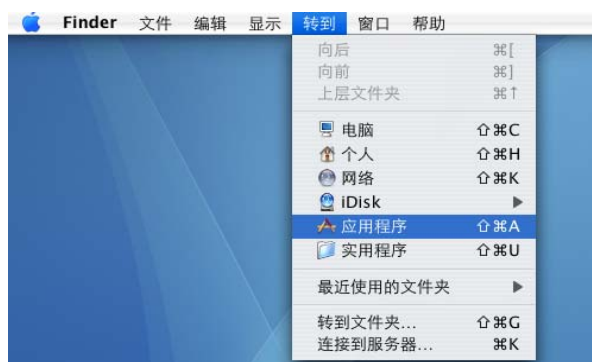 Finder 文件 编辑 显示 转到 窗口 帮助
向后 ⌘[
向前 ⌘]
上层文件夹 ⌘↑
电脑 ⇧⌘C
个人 ⇧⌘H
网络 ⇧⌘K
iDisk ▶
应用程序 ⇧⌘A
实用程序 ⇧⌘U
最近使用的文件夹 ▶
转到文件夹... ⇧⌘G
连接到服务器... ⌘K